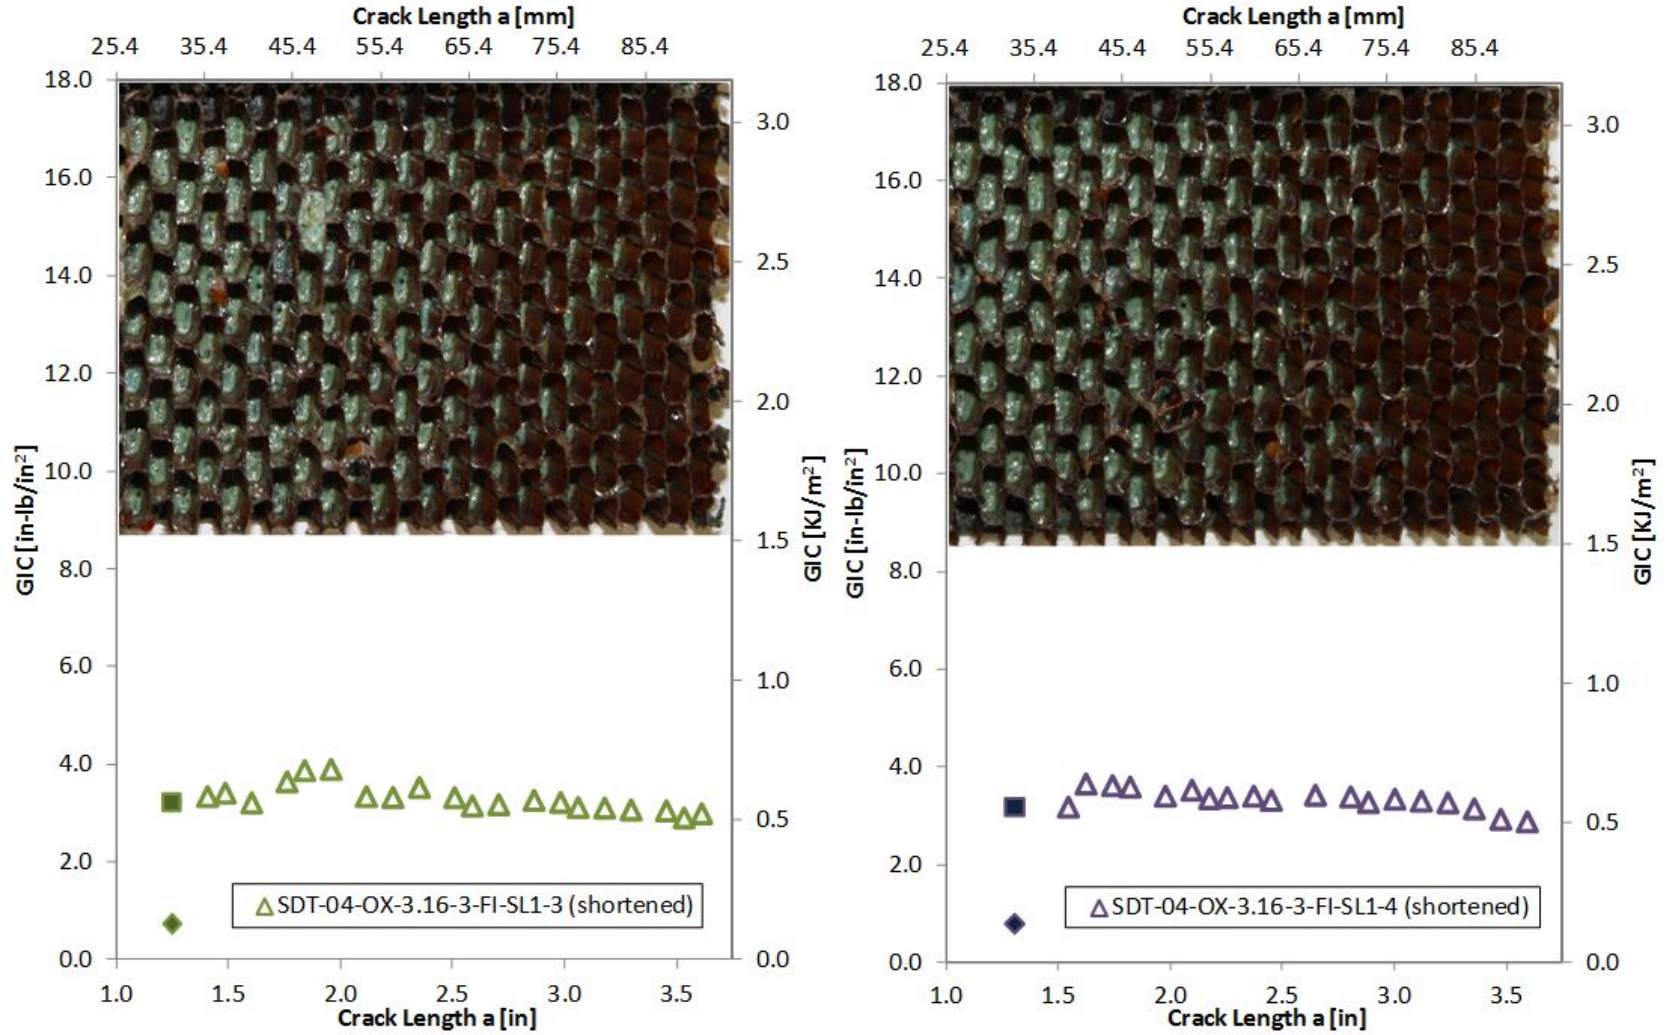 Crack Length a [mm]
25.4 35.4 45.4 55.4 65.4 75.4 85.4
18.0
16.0
14.0
12.0
10.0
8.0
6.0
4.0
2.0
0.0
GIC [in-lb/in²]
3.0
2.5
2.0
1.5
1.0
0.5
0.0
GIC [KJ/m²]
SDT-04-OX-3.16-3-FI-SL1-3 (shortened)
1.0 1.5 2.0 2.5 3.0 3.5
Crack Length a [in]
Crack Length a [mm]
25.4 35.4 45.4 55.4 65.4 75.4 85.4
18.0
16.0
14.0
12.0
10.0
8.0
6.0
4.0
2.0
0.0
GIC [in-lb/in²]
3.0
2.5
2.0
1.5
1.0
0.5
0.0
GIC [KJ/m²]
SDT-04-OX-3.16-3-FI-SL1-4 (shortened)
1.0 1.5 2.0 2.5 3.0 3.5
Crack Length a [in]